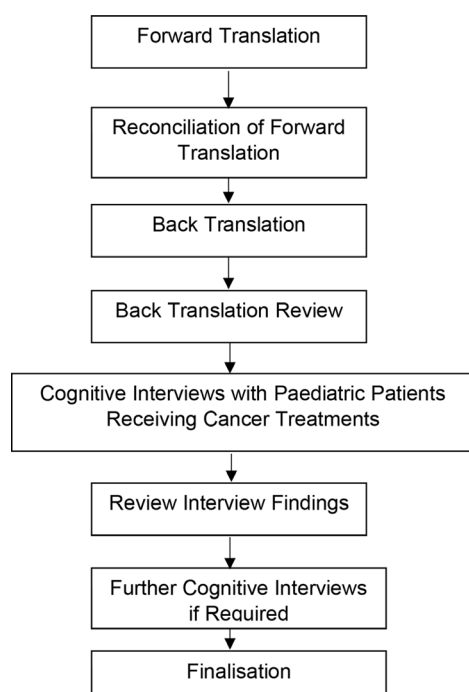 Forward Translation
Reconciliation of Forward
Translation
Back Translation
Back Translation Review
Cognitive Interviews with Paediatric Patients
Receiving Cancer Treatments
Review Interview Findings
Further Cognitive Interviews
if Required
Finalisation